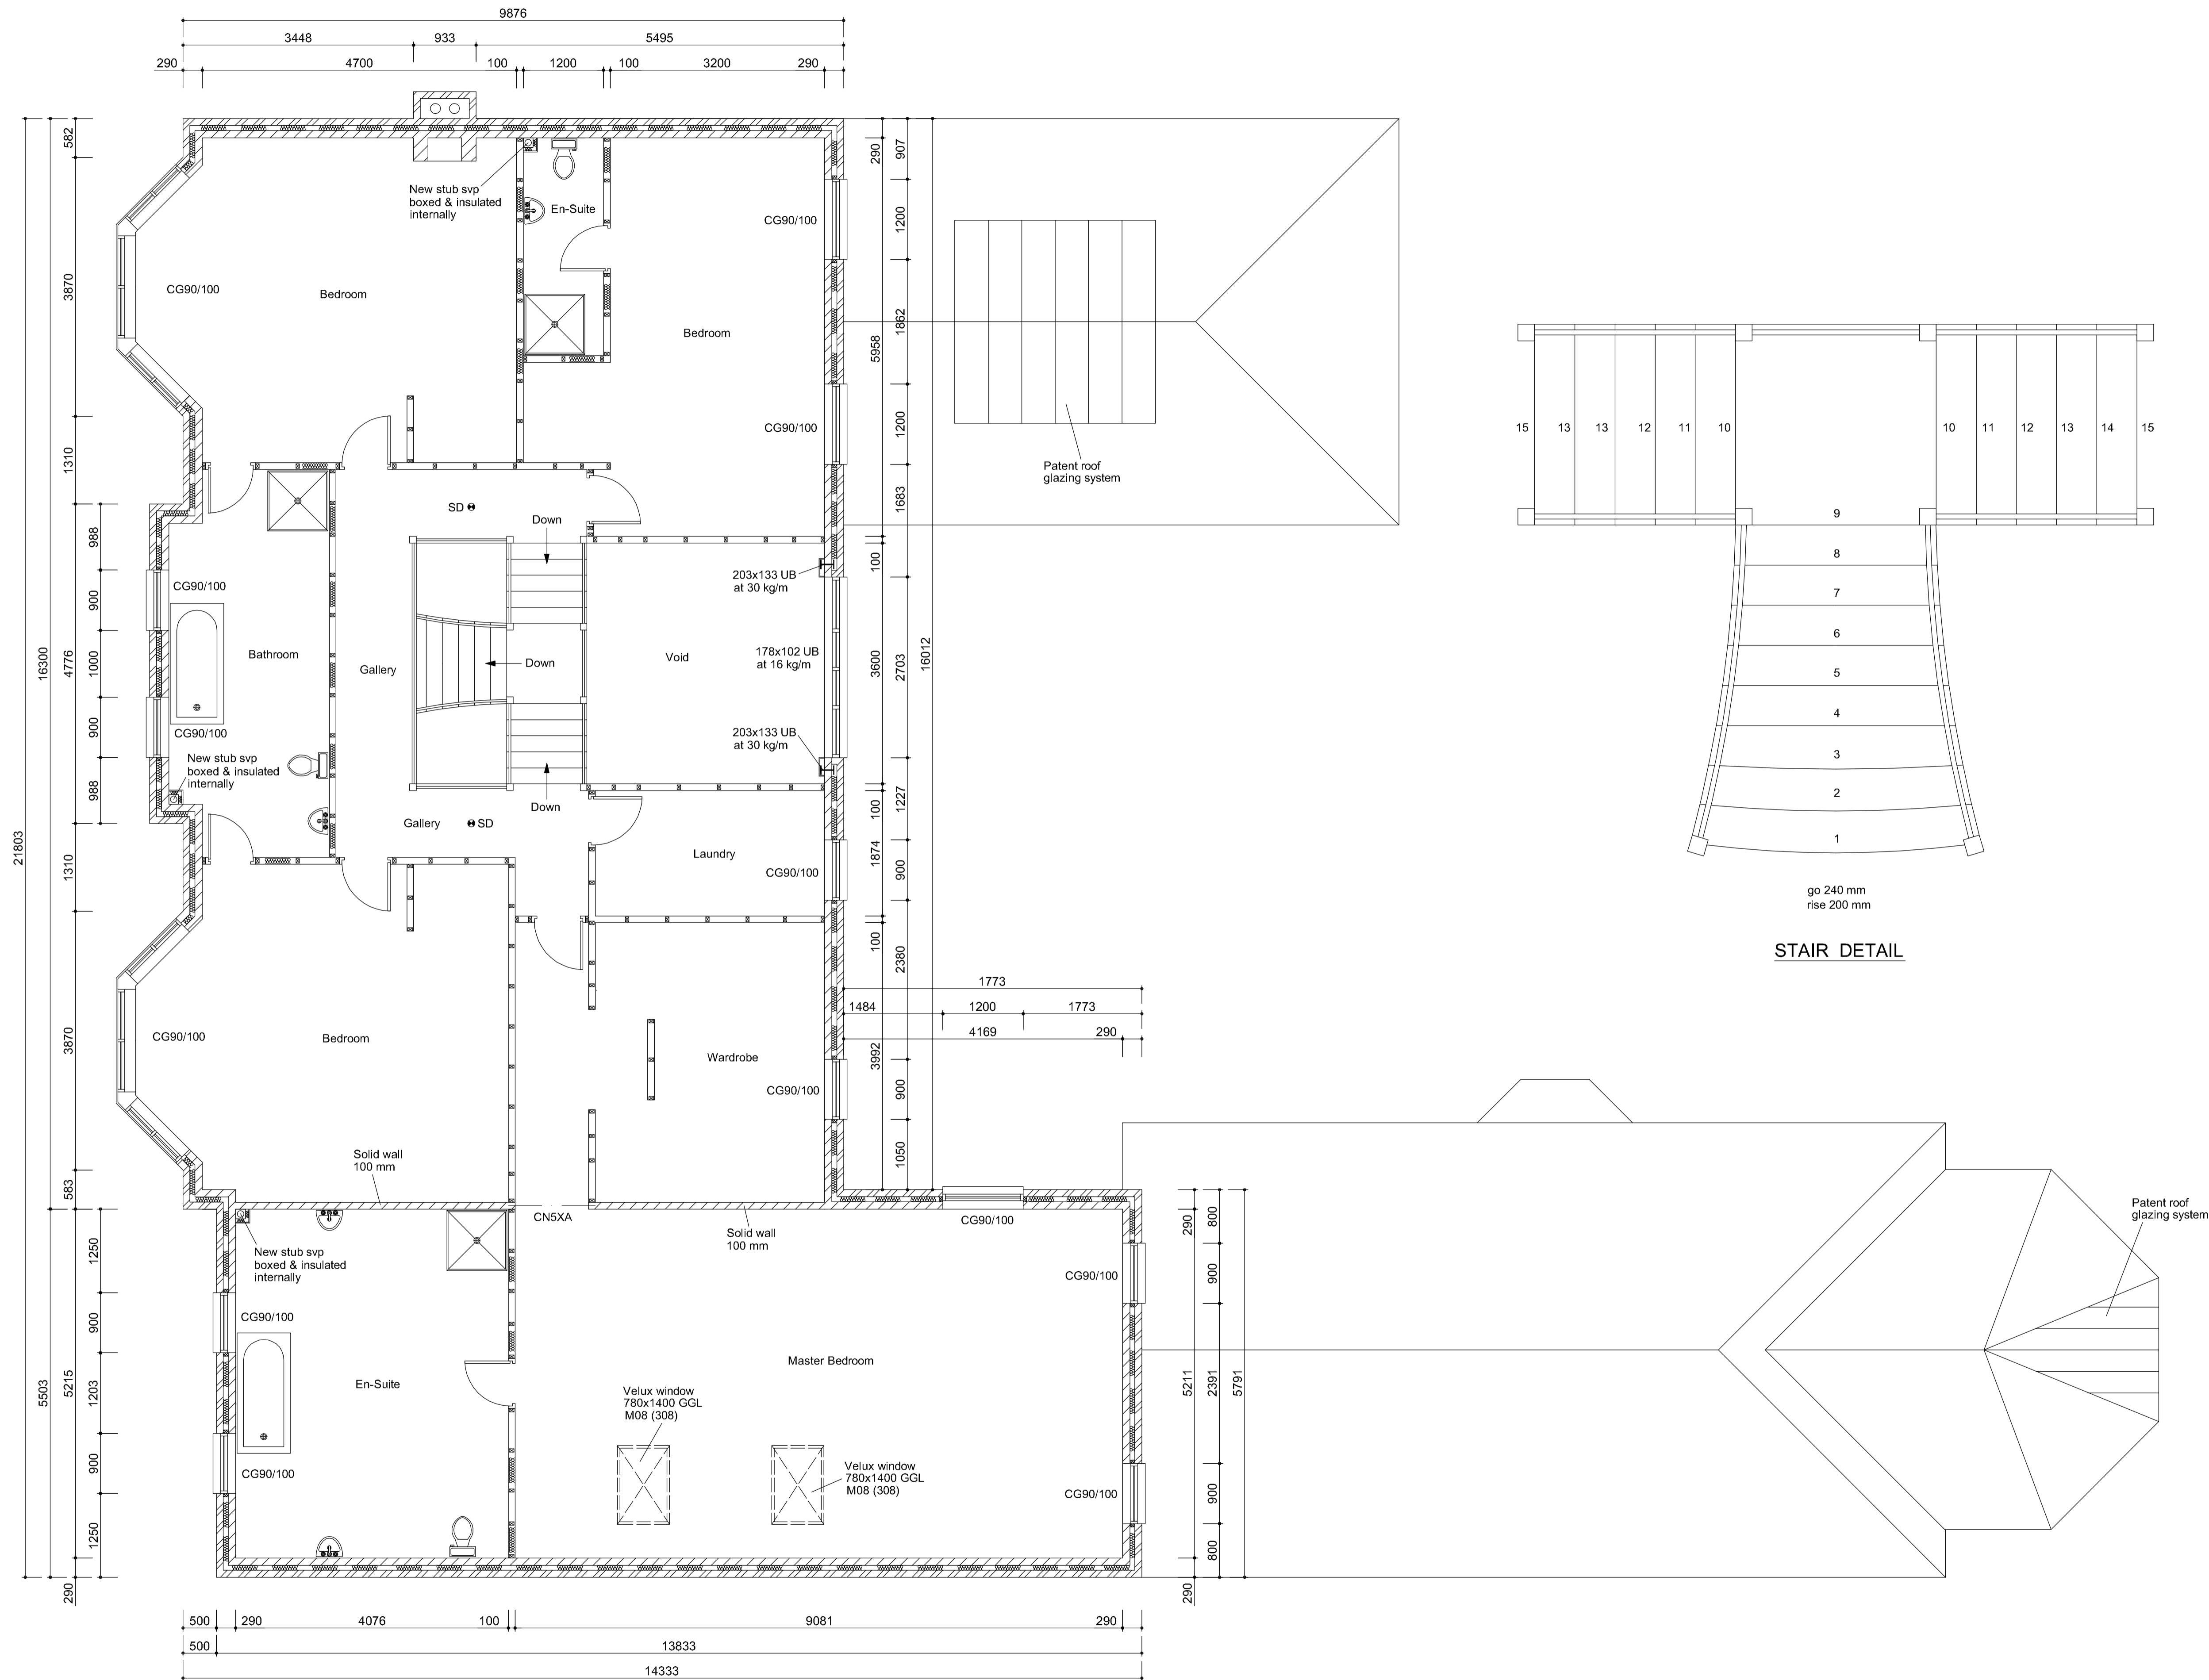 9876
3448 933 5495
290 4700 100 1200 100 3200 290
21803
16300
5503
582
3870
1310
4776
1310
3870
583
5215
290
988
900
1000
900
988
1250
900
1203
900
1250
New stub svp
boxed & insulated
internally
En-Suite
CG90/100
CG90/100
Bedroom
Bedroom
CG90/100
SD
Down
CG90/100
Bathroom
Gallery
Down
Void
203x133 UB
at 30 kg/m
178x102 UB
at 16 kg/m
203x133 UB
at 30 kg/m
CG90/100
New stub svp
boxed & insulated
internally
Down
Gallery
SD
Laundry
CG90/100
CG90/100
Bedroom
Wardrobe
CG90/100
Solid wall
100 mm
CN5XA
Solid wall
100 mm
CG90/100
New stub svp
boxed & insulated
internally
CG90/100
CG90/100
En-Suite
Master Bedroom
Velux window
780x1400 GGL
M08 (308)
Velux window
780x1400 GGL
M08 (308)
CG90/100
CG90/100
290
5958
100
3600
100
1874
100
3992
907
1200
1862
1200
1683
2703
1227
900
2380
900
1050
16012
1773
1484 1200 1773
4169 290
290
5211
290
800
900
2391
900
800
5791
500 290 4076 100 9081 290
500 13833
14333
Patent roof
glazing system
15 13 13 12 11 10
10 11 12 13 14 15
9
8
7
6
5
4
3
2
1
go 240 mm
rise 200 mm
STAIR DETAIL
Patent roof
glazing system